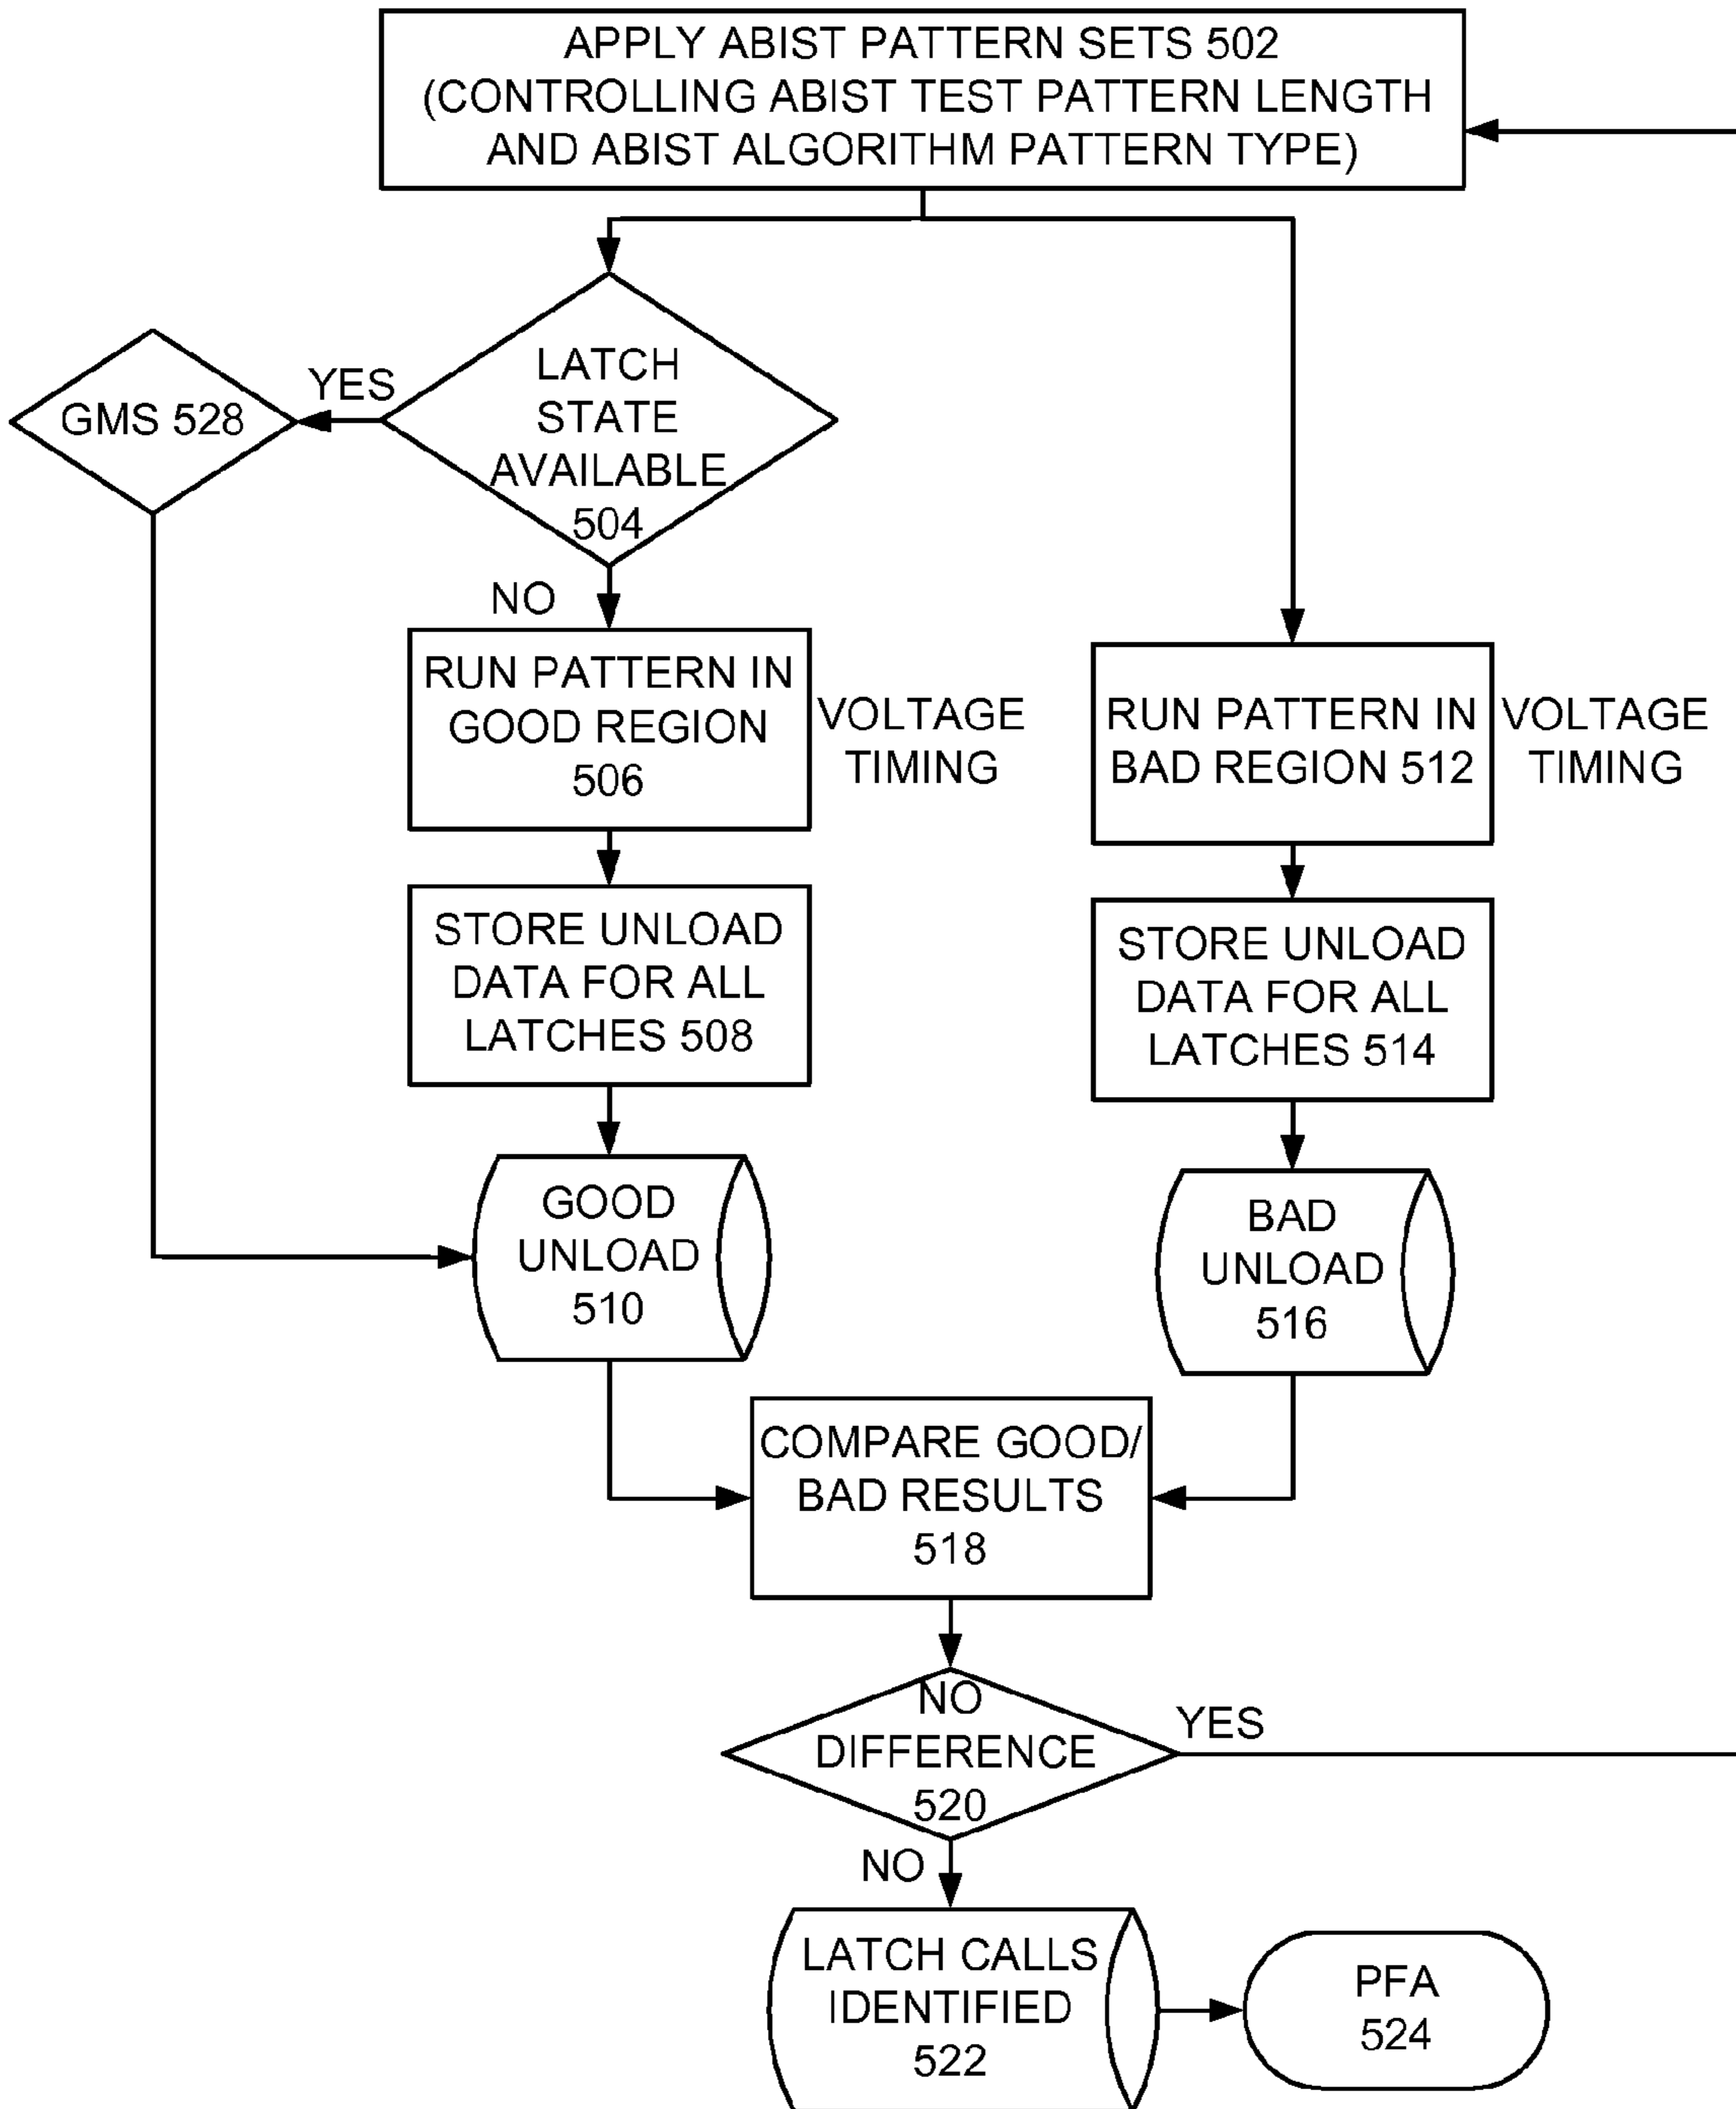 APPLY ABIST PATTERN SETS 502
(CONTROLLING ABIST TEST PATTERN LENGTH
AND ABIST ALGORITHM PATTERN TYPE)
GMS 528
YES
LATCH
STATE
AVAILABLE
504
NO
RUN PATTERN IN
GOOD REGION
506
VOLTAGE
TIMING
RUN PATTERN IN
BAD REGION 512
VOLTAGE
TIMING
STORE UNLOAD
DATA FOR ALL
LATCHES 508
STORE UNLOAD
DATA FOR ALL
LATCHES 514
GOOD
UNLOAD
510
BAD
UNLOAD
516
COMPARE GOOD/
BAD RESULTS
518
NO
DIFFERENCE
520
YES
NO
LATCH CALLS
IDENTIFIED
522
PFA
524